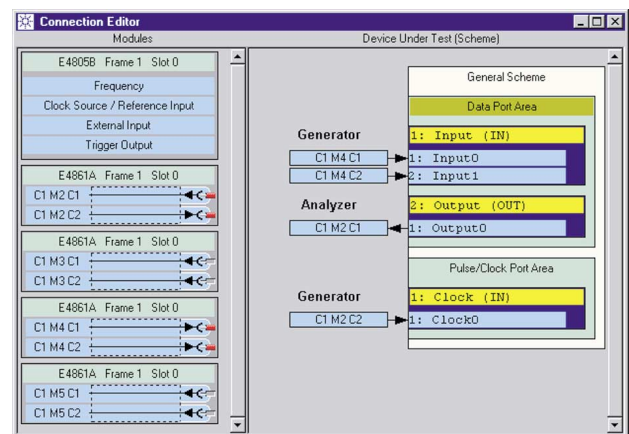 Connection Editor
Modules
Device Under Test (Scheme)
E4805B Frame 1 Slot 0
Frequency
Clock Source / Reference Input
External Input
Trigger Output
E4861A Frame 1 Slot 0
C1 M2 C1
C1 M2 C2
E4861A Frame 1 Slot 0
C1 M3 C1
C1 M3 C2
E4861A Frame 1 Slot 0
C1 M4 C1
C1 M4 C2
E4861A Frame 1 Slot 0
C1 M5 C1
C1 M5 C2
General Scheme
Data Port Area
Generator
1: Input (IN)
C1 M4 C1
1: Input0
C1 M4 C2
2: Input1
Analyzer
2: Output (OUT)
C1 M2 C1
1: Output0
Pulse/Clock Port Area
Generator
1: Clock (IN)
C1 M2 C2
1: Clock0